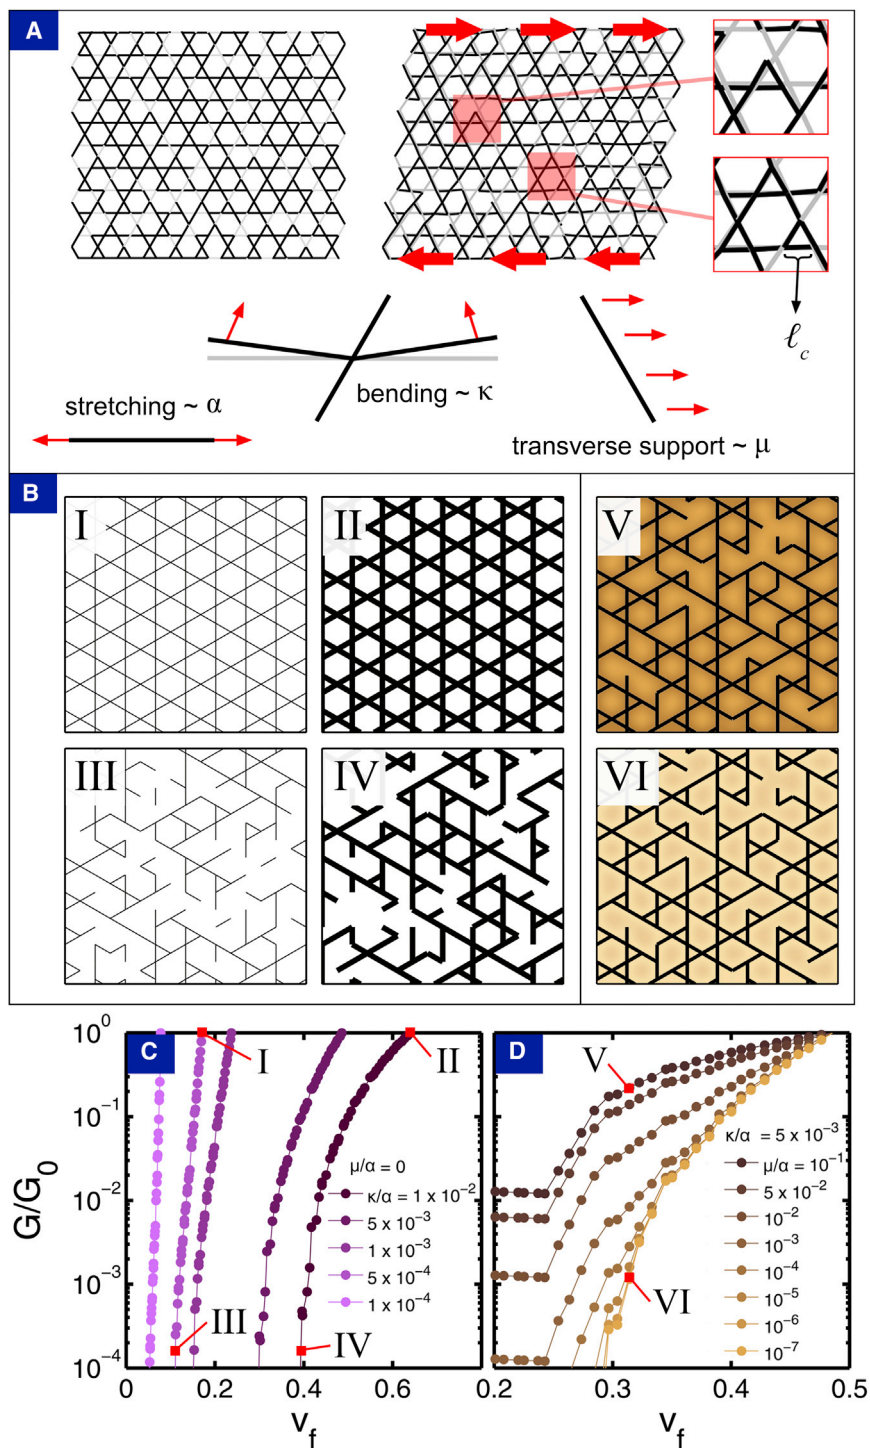 A
ℓc
stretching ~ α
bending ~ κ
transverse support ~ μ
B
I
II
V
III
IV
VI
C
D
G/G0
10^0
10^-1
10^-2
10^-3
10^-4
I
II
III
IV
μ/α = 0
κ/α = 1 x 10^-2
5 x 10^-3
1 x 10^-3
5 x 10^-4
1 x 10^-4
0 0.2 0.4 0.6
vf
V
VI
κ/α = 5 x 10^-3
μ/α = 10^-1
5 x 10^-2
10^-2
10^-3
10^-4
10^-5
10^-6
10^-7
0.2 0.3 0.4 0.5
vf